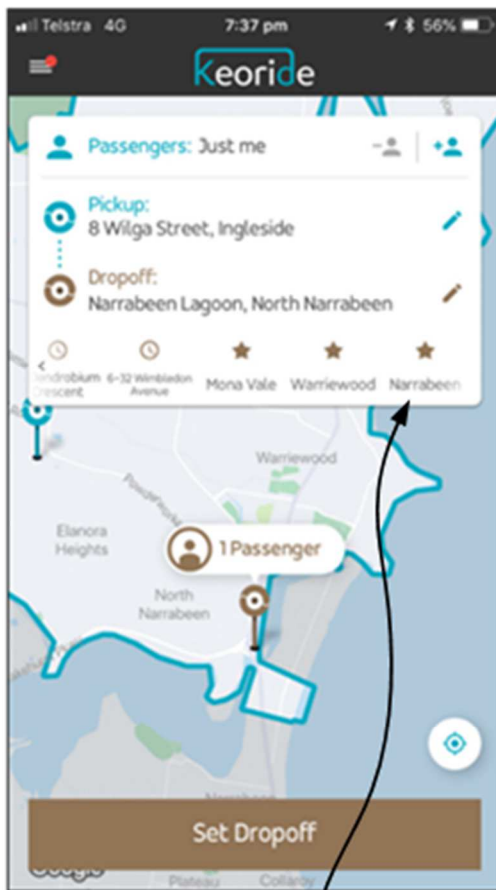 Telstra 4G 7:37 pm 56%
Keoride
Passengers: Just me
Pickup:
8 Wilga Street, Ingleside
Dropoff:
Narrabeen Lagoon, North Narrabeen
Mona Vale Warriewood Narrabeen
6-32 Wimbledon
Avenue
Crescent
Warriewood
Elanora
Heights
1 Passenger
North
Narrabeen
Set Dropoff
Google
Plateau Collaroy